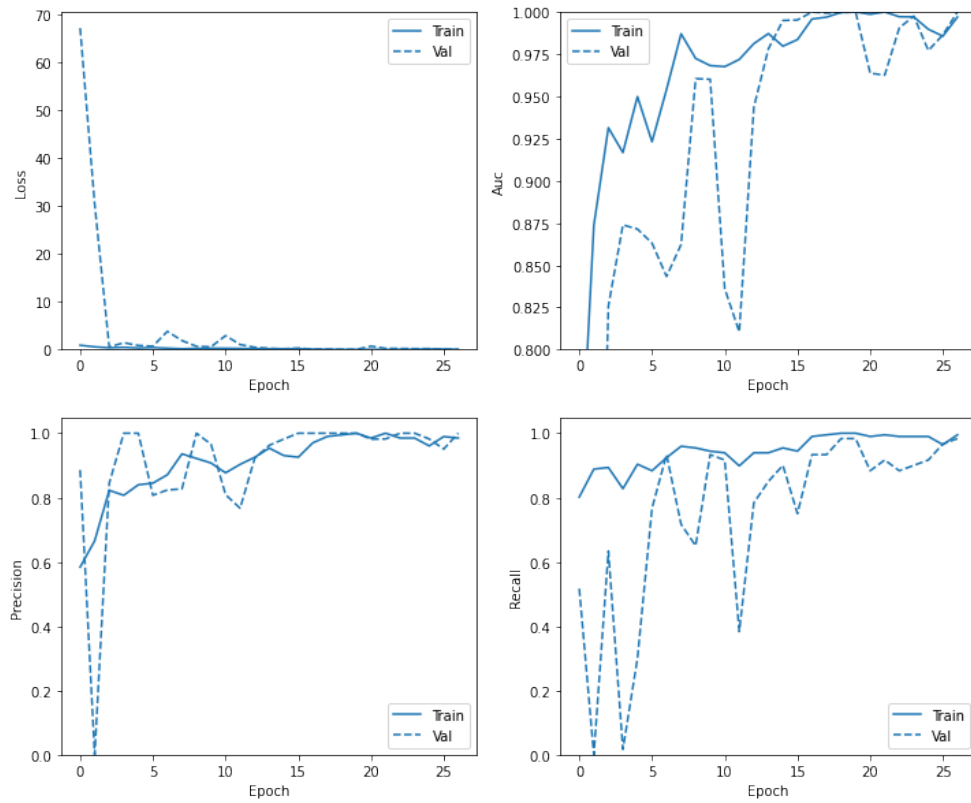 70
60
50
40
30
20
10
0
Loss
0 5 10 15 20 25
Epoch
Train
Val
1.000
0.975
0.950
0.925
0.900
0.875
0.850
0.825
0.800
Auc
0 5 10 15 20 25
Epoch
Train
Val
1.0
0.8
0.6
0.4
0.2
0.0
Precision
0 5 10 15 20 25
Epoch
Train
Val
1.0
0.8
0.6
0.4
0.2
0.0
Recall
0 5 10 15 20 25
Epoch
Train
Val